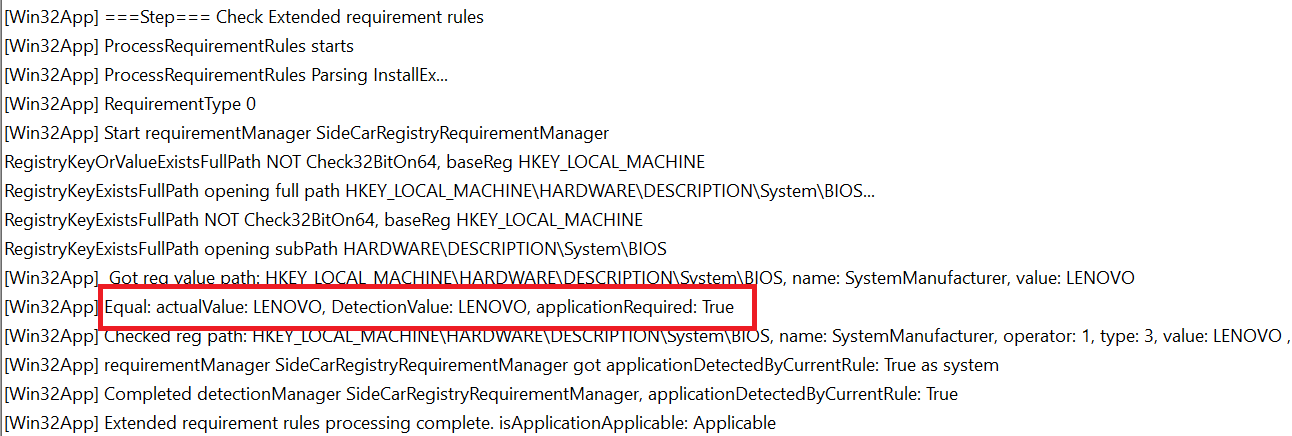 [Win32App] ===Step=== Check Extended requirement rules
[Win32App] ProcessRequirementRules starts
[Win32App] ProcessRequirementRules Parsing InstallEx...
[Win32App] RequirementType 0
[Win32App] Start requirementManager SideCarRegistryRequirementManager
RegistryKeyOrValueExistsFullPath NOT Check32BitOn64, baseReg HKEY_LOCAL_MACHINE
RegistryKeyExistsFullPath opening full path HKEY_LOCAL_MACHINE\HARDWARE\DESCRIPTION\System\BIOS...
RegistryKeyExistsFullPath NOT Check32BitOn64, baseReg HKEY_LOCAL_MACHINE
RegistryKeyExistsFullPath opening subPath HARDWARE\DESCRIPTION\System\BIOS
[Win32App]  Got reg value path: HKEY_LOCAL_MACHINE\HARDWARE\DESCRIPTION\System\BIOS, name: SystemManufacturer, value: LENOVO
[Win32App] Equal: actualValue: LENOVO, DetectionValue: LENOVO, applicationRequired: True
[Win32App] Checked reg path: HKEY_LOCAL_MACHINE\HARDWARE\DESCRIPTION\System\BIOS, name: SystemManufacturer, operator: 1, type: 3, value: LENOVO ,
[Win32App] requirementManager SideCarRegistryRequirementManager got applicationDetectedByCurrentRule: True as system
[Win32App] Completed detectionManager SideCarRegistryRequirementManager, applicationDetectedByCurrentRule: True
[Win32App] Extended requirement rules processing complete. isApplicationApplicable: Applicable